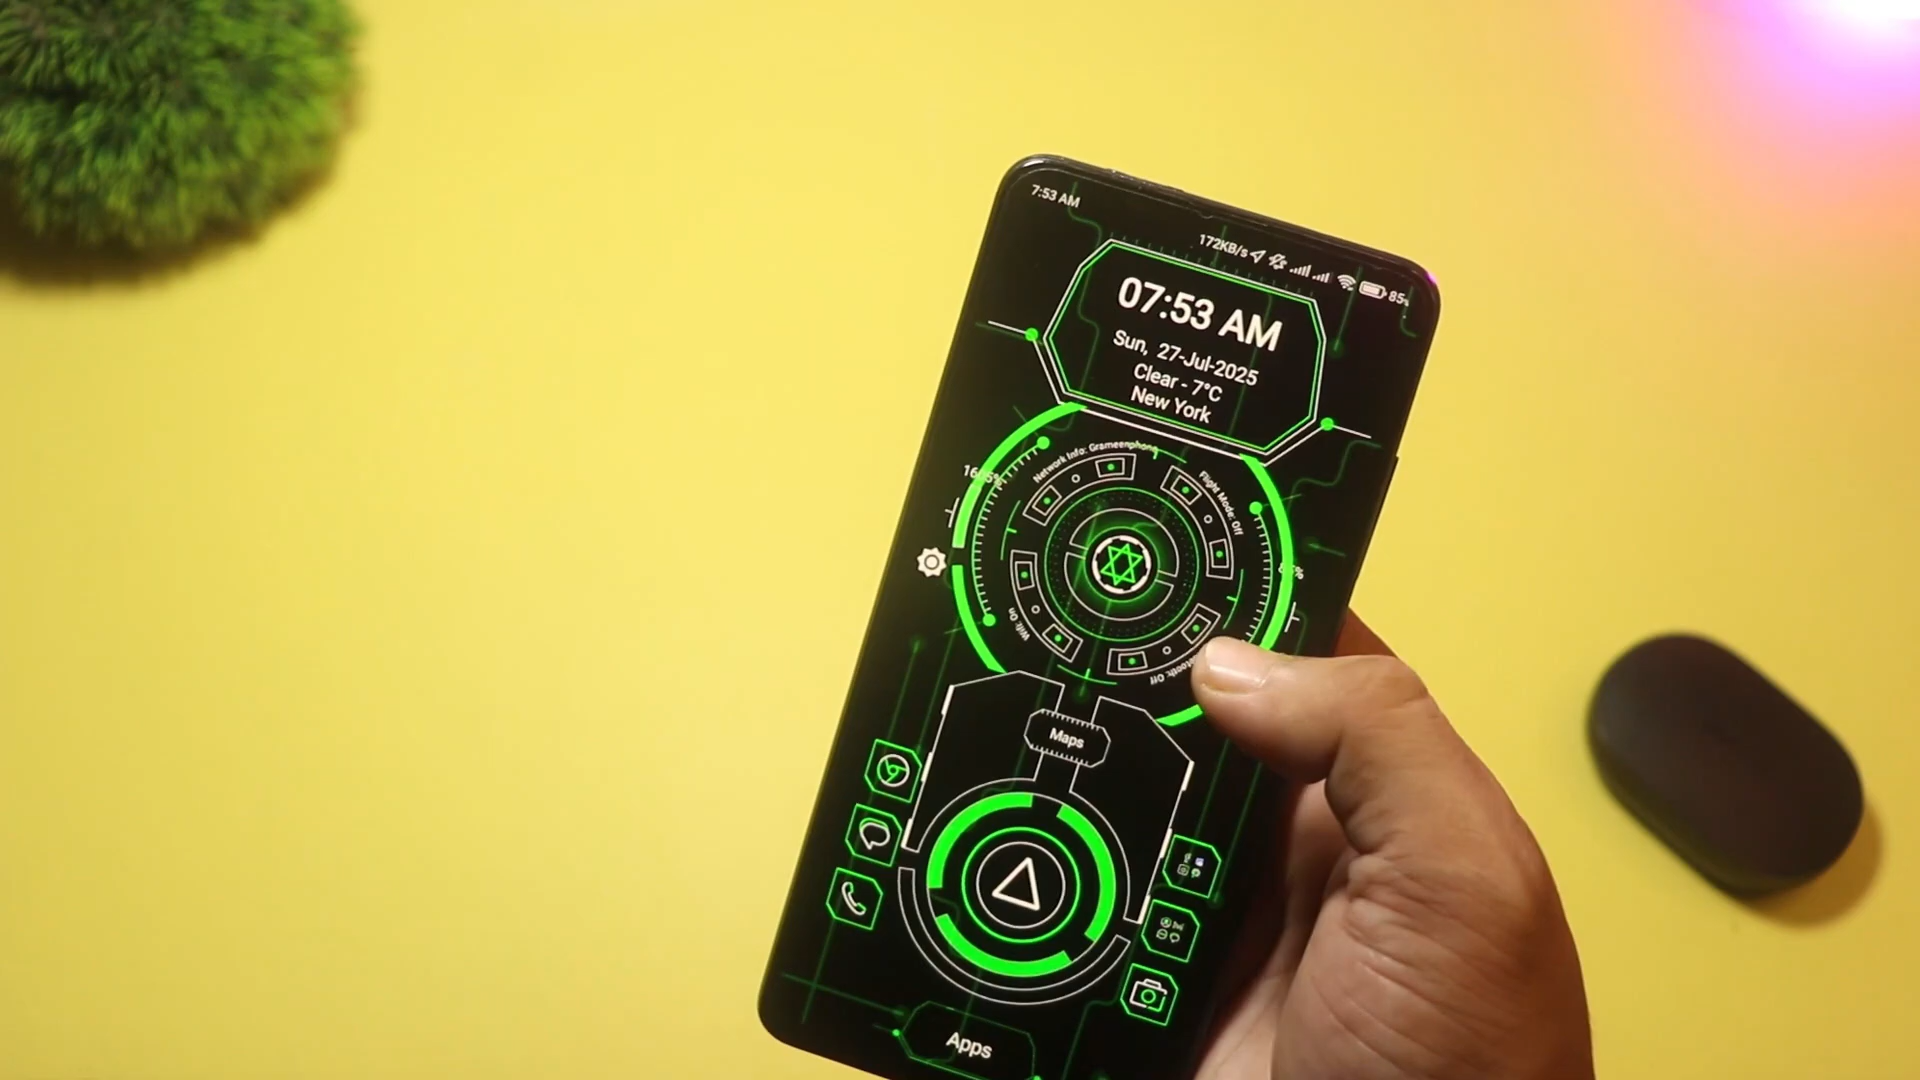 7:53 AM
172KB/s
85%
07:53 AM
Sun, 27-Jul-2025
Clear - 7°C
New York
Network Info: Grameenphone
Flight Mode: Off
Wifi: On
Off
Maps
Apps